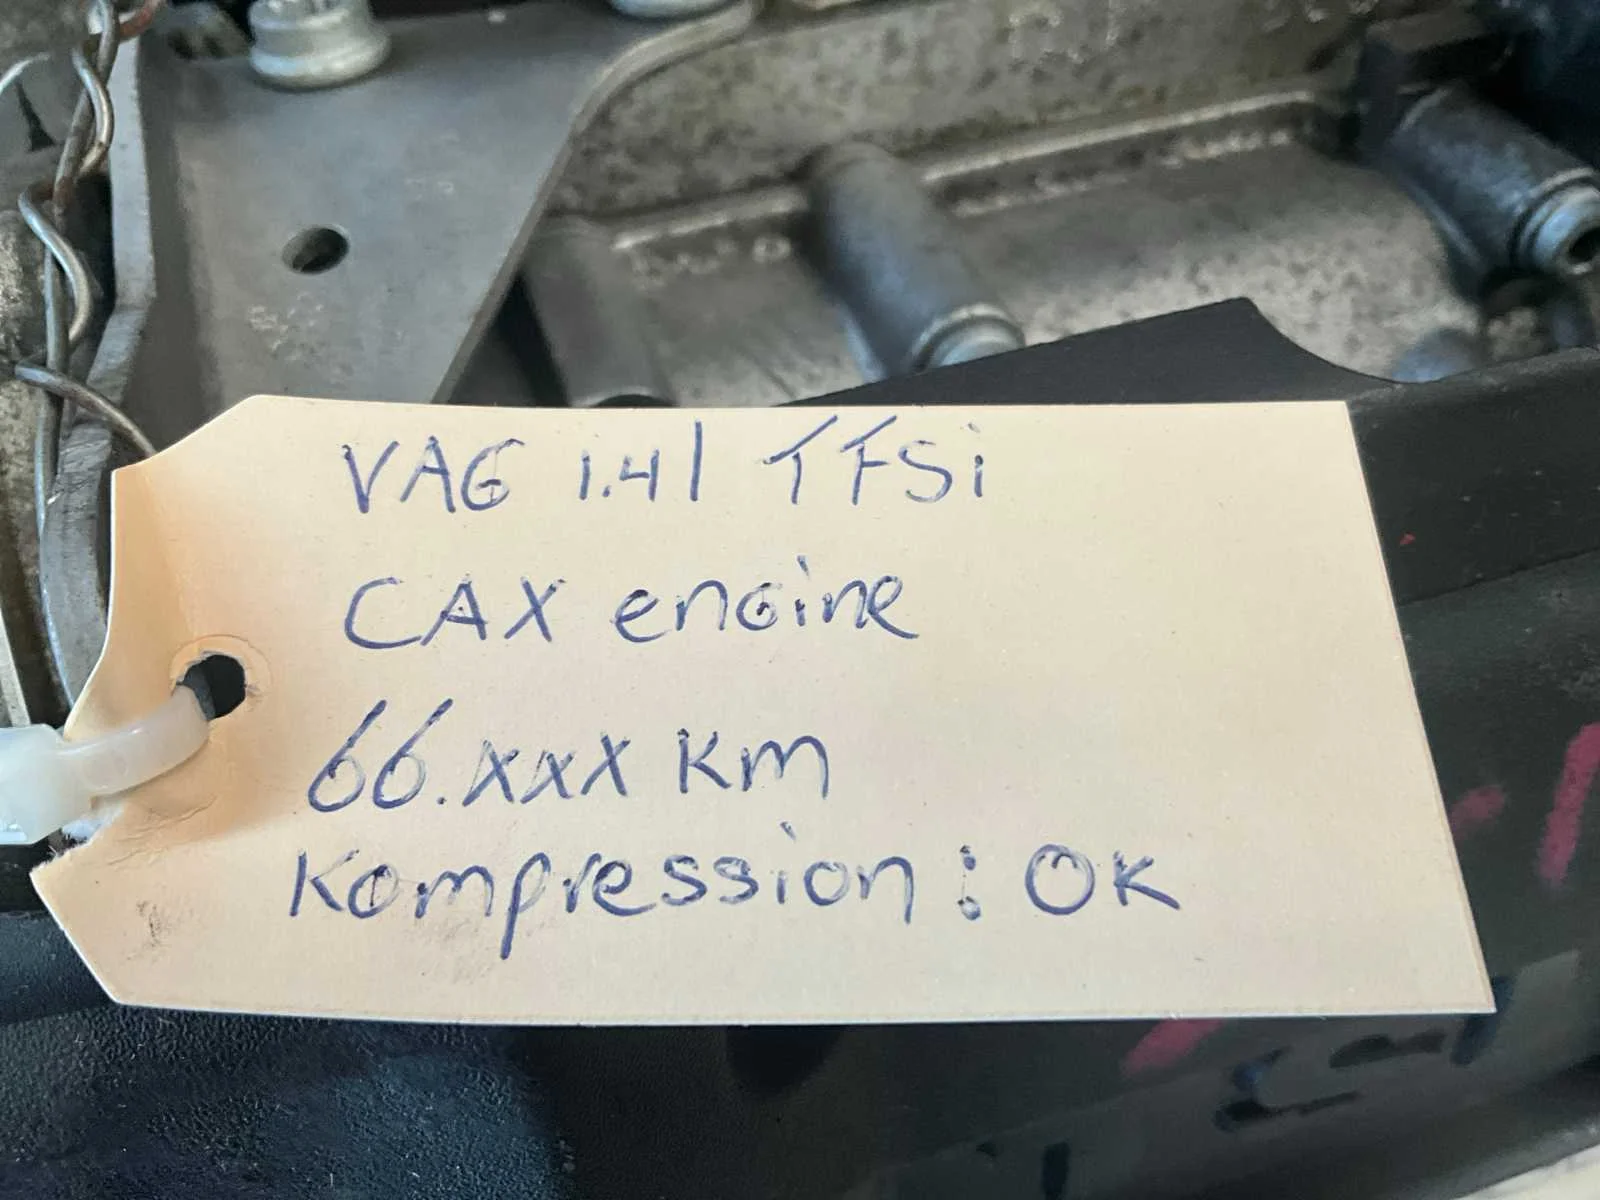 VAG 1.4l TFSi
CAX engine
66.xxx km
Kompression: OK